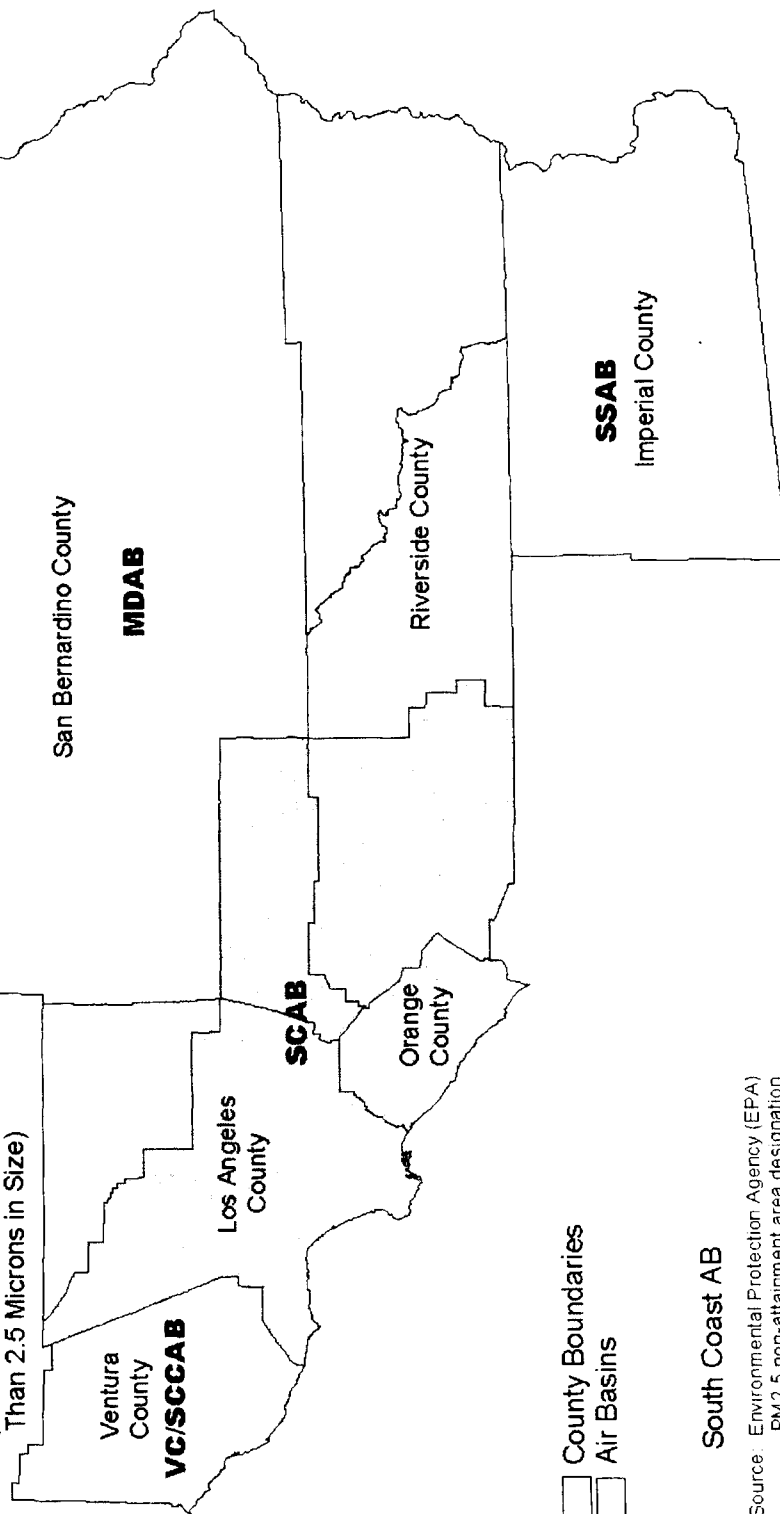 Than 2.5 Microns in Size)
San Bernardino County
MDAB
Ventura
County
VC/SCCAB
Los Angeles
County
SCAB
Orange
County
Riverside County
SSAB
Imperial County
County Boundaries
Air Basins
South Coast AB
Source: Environmental Protection Agency (EPA)
PM2.5 non-attainment area designation